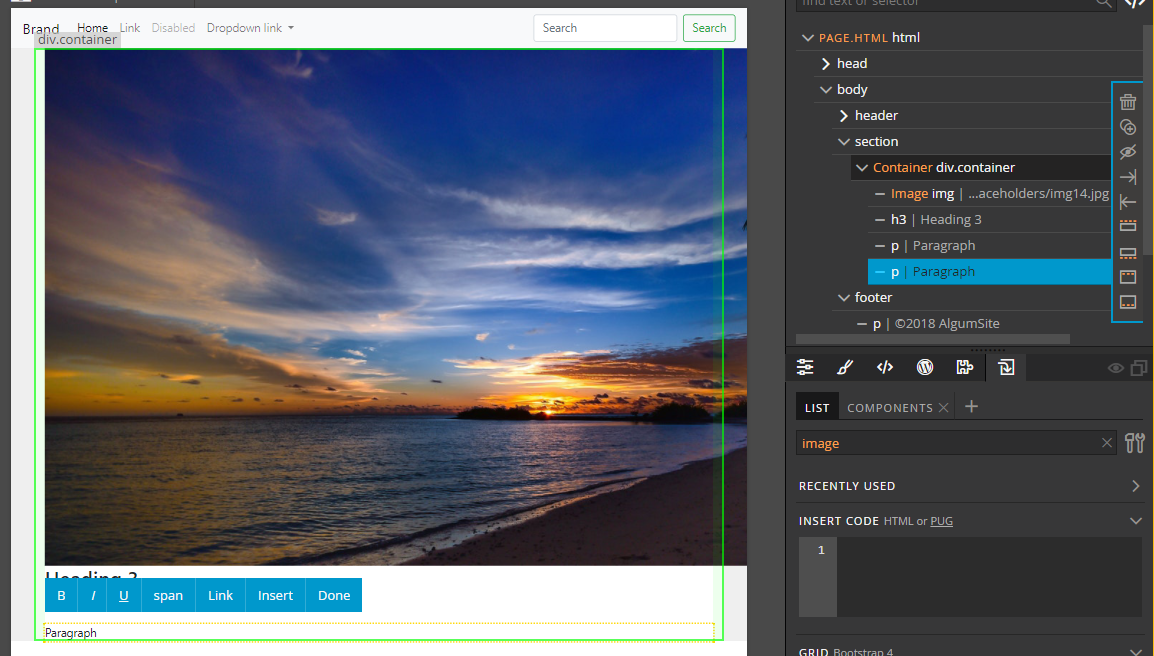 find text or selector
Brand Home Link Disabled Dropdown link Search Search
div.container
PAGE.HTML html
head
body
header
section
Container div.container
Image img | ...aceholders/img14.jpg
h3 | Heading 3
p | Paragraph
p | Paragraph
footer
p | ©2018 AlgumSite
LIST COMPONENTS
image
RECENTLY USED
INSERT CODE HTML or PUG
1
Heading 3
B I U span Link Insert Done
Paragraph
GRID Bootstrap 4